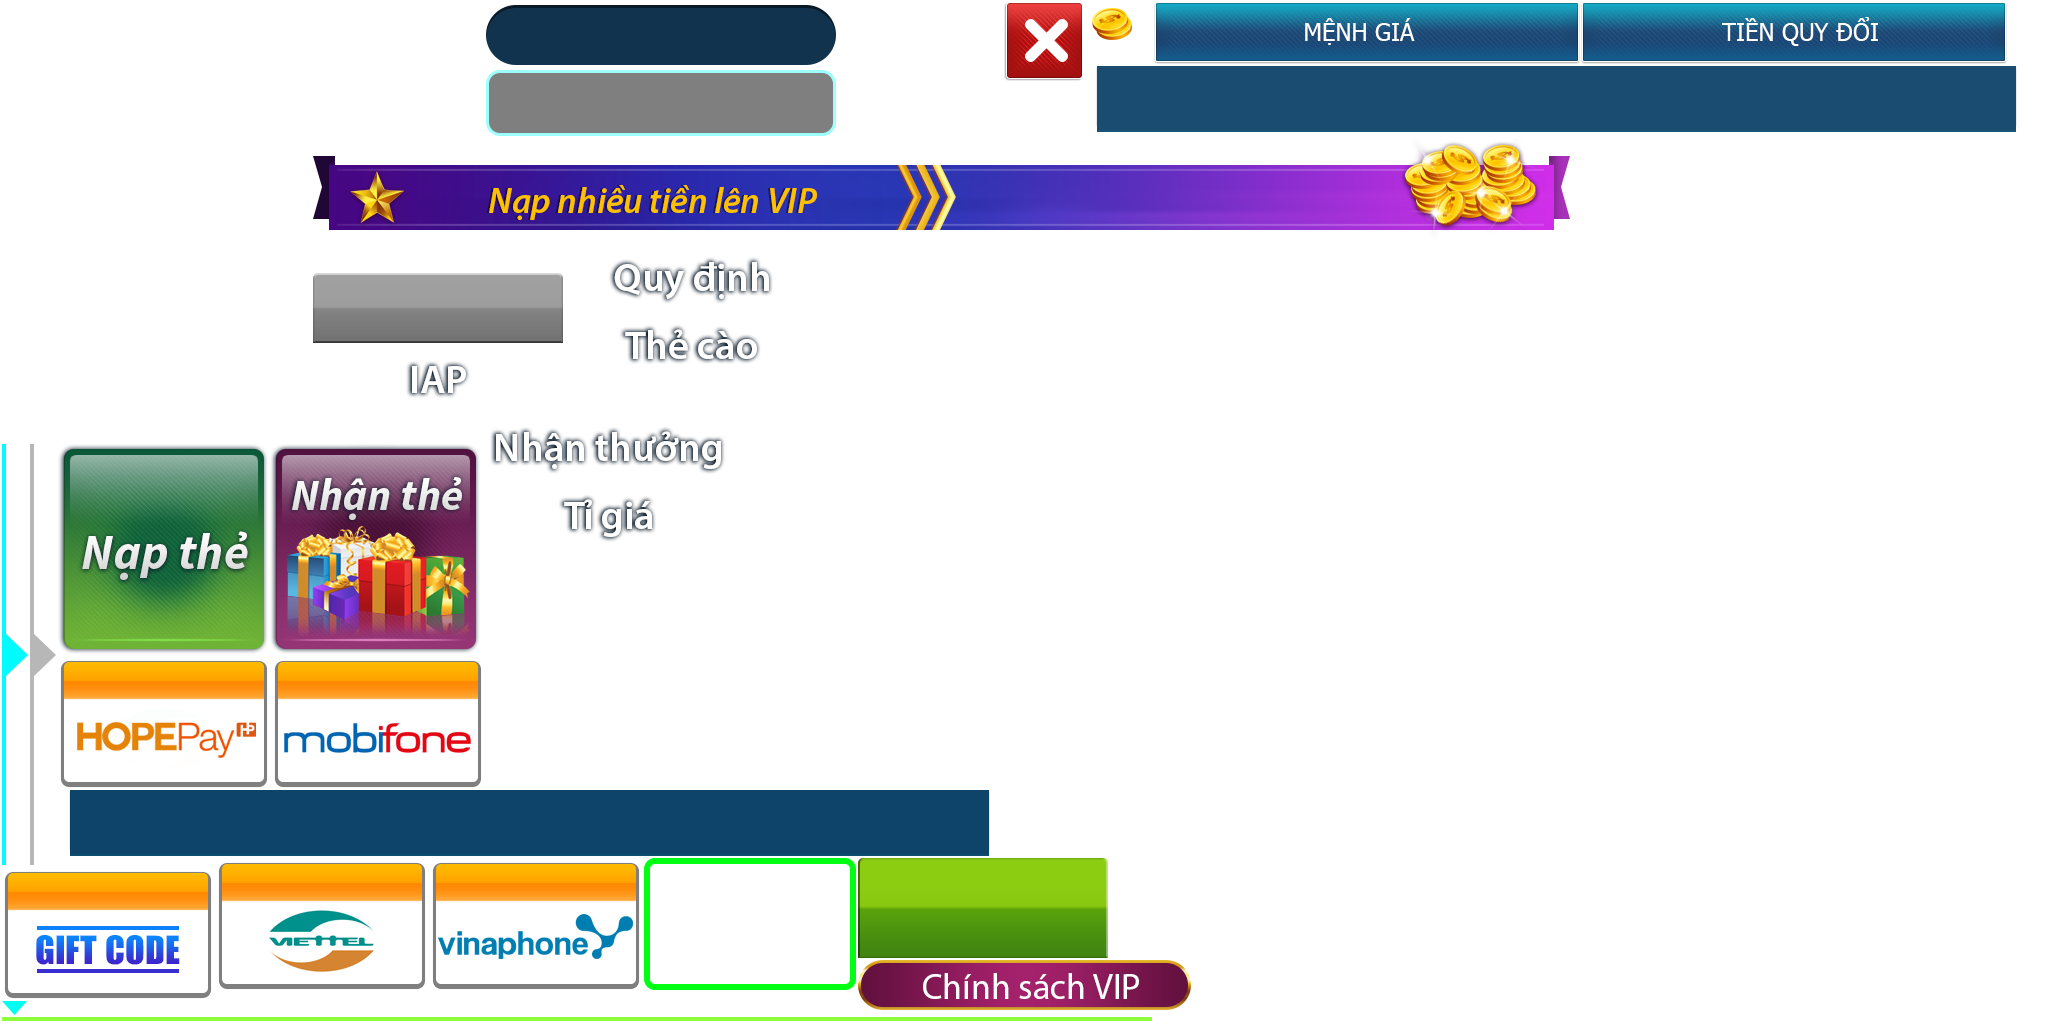 MỆNH GIÁ
TIỀN QUY ĐỔI
Nạp nhiều tiền lên VIP
Quy định
Thẻ cào
IAP
Nhận thưởng
Tỉ giá
Nạp thẻ
Nhận thẻ
HOPEPay
mobifone
GIFT CODE
VIETTEL
vinaphone
Chính sách VIP